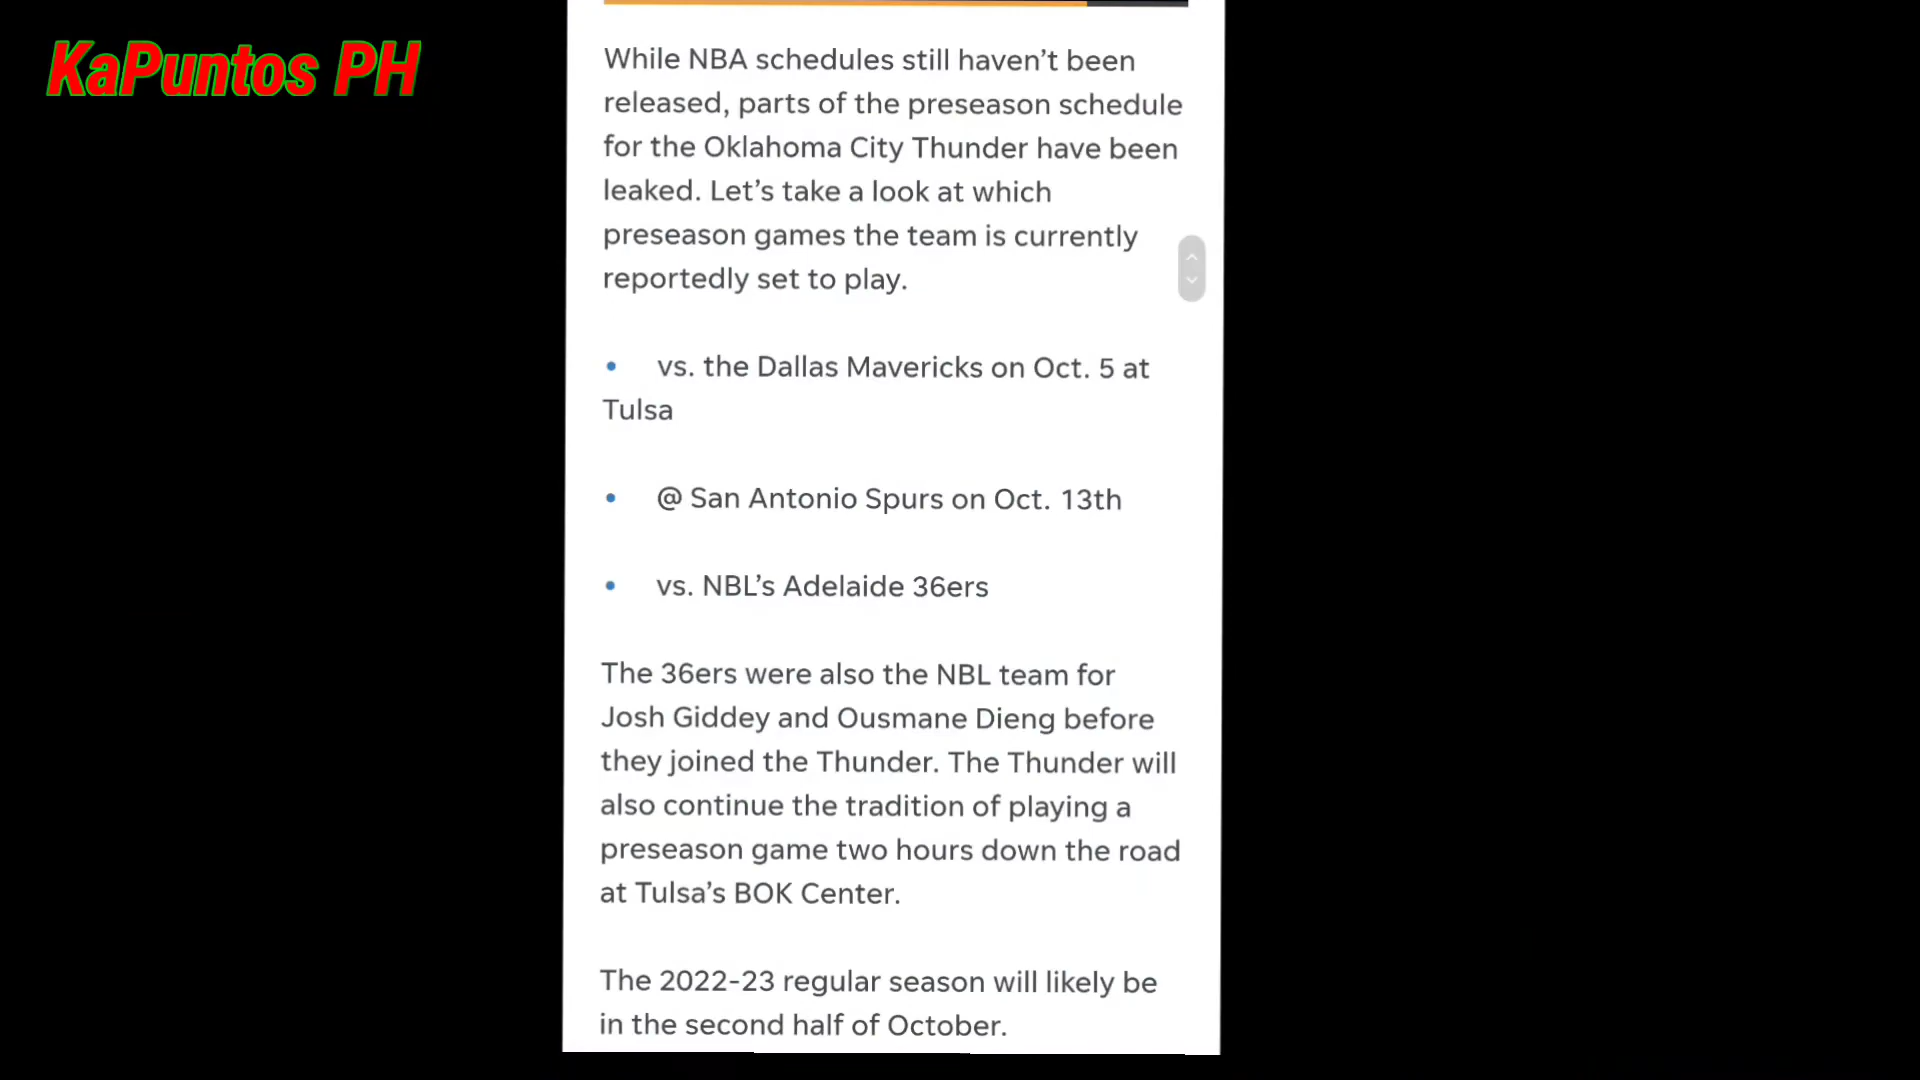 KaPuntos PH
While NBA schedules still haven’t been
released, parts of the preseason schedule
for the Oklahoma City Thunder have been
leaked. Let’s take a look at which
preseason games the team is currently
reportedly set to play.
• vs. the Dallas Mavericks on Oct. 5 at
Tulsa
• @ San Antonio Spurs on Oct. 13th
• vs. NBL’s Adelaide 36ers
The 36ers were also the NBL team for
Josh Giddey and Ousmane Dieng before
they joined the Thunder. The Thunder will
also continue the tradition of playing a
preseason game two hours down the road
at Tulsa’s BOK Center.
The 2022-23 regular season will likely be
in the second half of October.